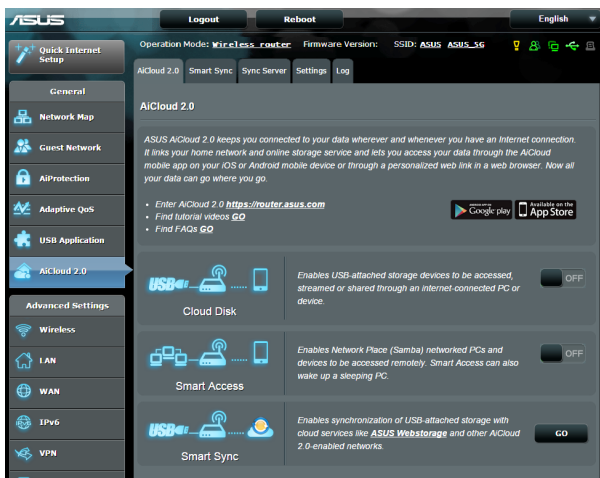 ASUS
Logout
Reboot
English
Quick Internet
Setup
Operation Mode: Wireless router Firmware Version: SSID: ASUS ASUS_5G
AiCloud 2.0
Smart Sync
Sync Server
Settings
Log
General
Network Map
Guest Network
AiProtection
Adaptive QoS
USB Application
AiCloud 2.0
Advanced Settings
Wireless
LAN
WAN
IPv6
VPN
AiCloud 2.0
ASUS AiCloud 2.0 keeps you connected to your data wherever and whenever you have an Internet connection.
It links your home network and online storage service and lets you access your data through the AiCloud
mobile app on your iOS or Android mobile device or through a personalized web link in a web browser. Now all
your data can go where you go.
• Enter AiCloud 2.0 https://router.asus.com
• Find tutorial videos GO
• Find FAQs GO
Google play
Available on the
App Store
USB
Cloud Disk
Enables USB-attached storage devices to be accessed,
streamed or shared through an internet-connected PC or
device.
OFF
Smart Access
Enables Network Place (Samba) networked PCs and
devices to be accessed remotely. Smart Access can also
wake up a sleeping PC.
OFF
USB
Smart Sync
Enables synchronization of USB-attached storage with
cloud services like ASUS Webstorage and other AiCloud
2.0-enabled networks.
GO